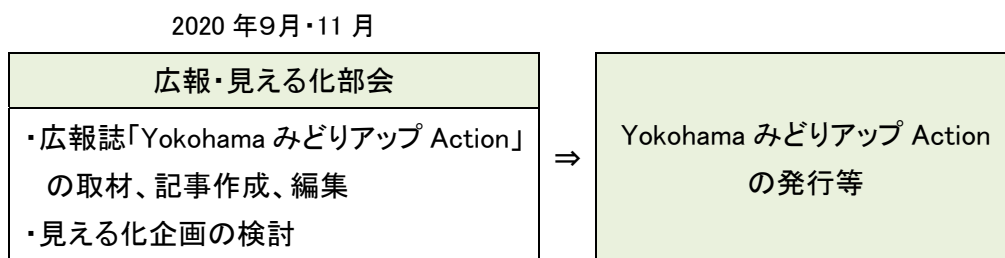 2020 年９月・11 月
広報・見える化部会
・広報誌「Yokohama みどりアップ Action」
の取材、記事作成、編集
・見える化企画の検討
⇒
Yokohama みどりアップ Action
の発行等